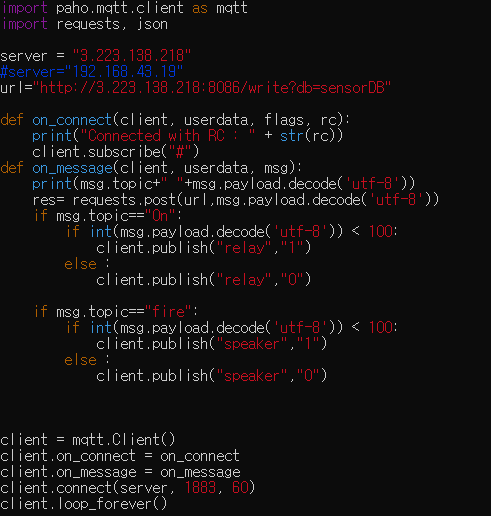 import paho.mqtt.client as mqtt
import requests, json

server = "3.223.138.218"
#server="192.168.43.19"
url="http://3.223.138.218:8086/write?db=sensorDB"

def on_connect(client, userdata, flags, rc):
    print("Connected with RC : " + str(rc))
    client.subscribe("#")
def on_message(client, userdata, msg):
    print(msg.topic+" "+msg.payload.decode('utf-8'))
    res= requests.post(url,msg.payload.decode('utf-8'))
    if msg.topic=="On":
        if int(msg.payload.decode('utf-8')) < 100:
            client.publish("relay","1")
        else :
            client.publish("relay","0")

    if msg.topic=="fire":
        if int(msg.payload.decode('utf-8')) < 100:
            client.publish("speaker","1")
        else :
            client.publish("speaker","0")

client = mqtt.Client()
client.on_connect = on_connect
client.on_message = on_message
client.connect(server, 1883, 60)
client.loop_forever()